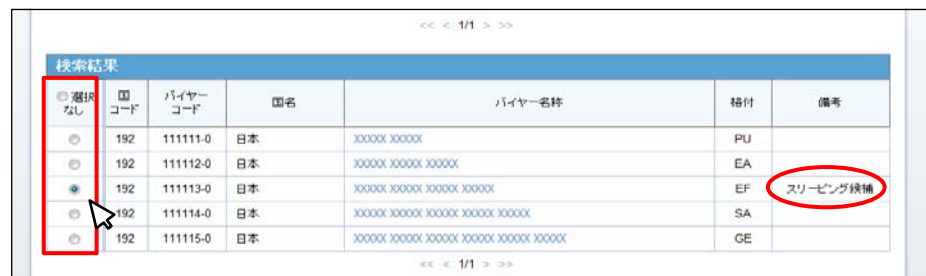 << < 1/1 > >>
検索結果
選択なし 国コード バイヤーコード 国名 バイヤー名称 格付 備考
192 111111-0 日本 XXXXX XXXXX PU
192 111112-0 日本 XXXXX XXXXX XXXXX EA
192 111113-0 日本 XXXXX XXXXX XXXXX XXXXX EF スリーピング候補
192 111114-0 日本 XXXXX XXXXX XXXXX XXXXX XXXXX SA
192 111115-0 日本 XXXXX XXXXX XXXXX XXXXX XXXXX XXXXX GE
<< < 1/1 > >>